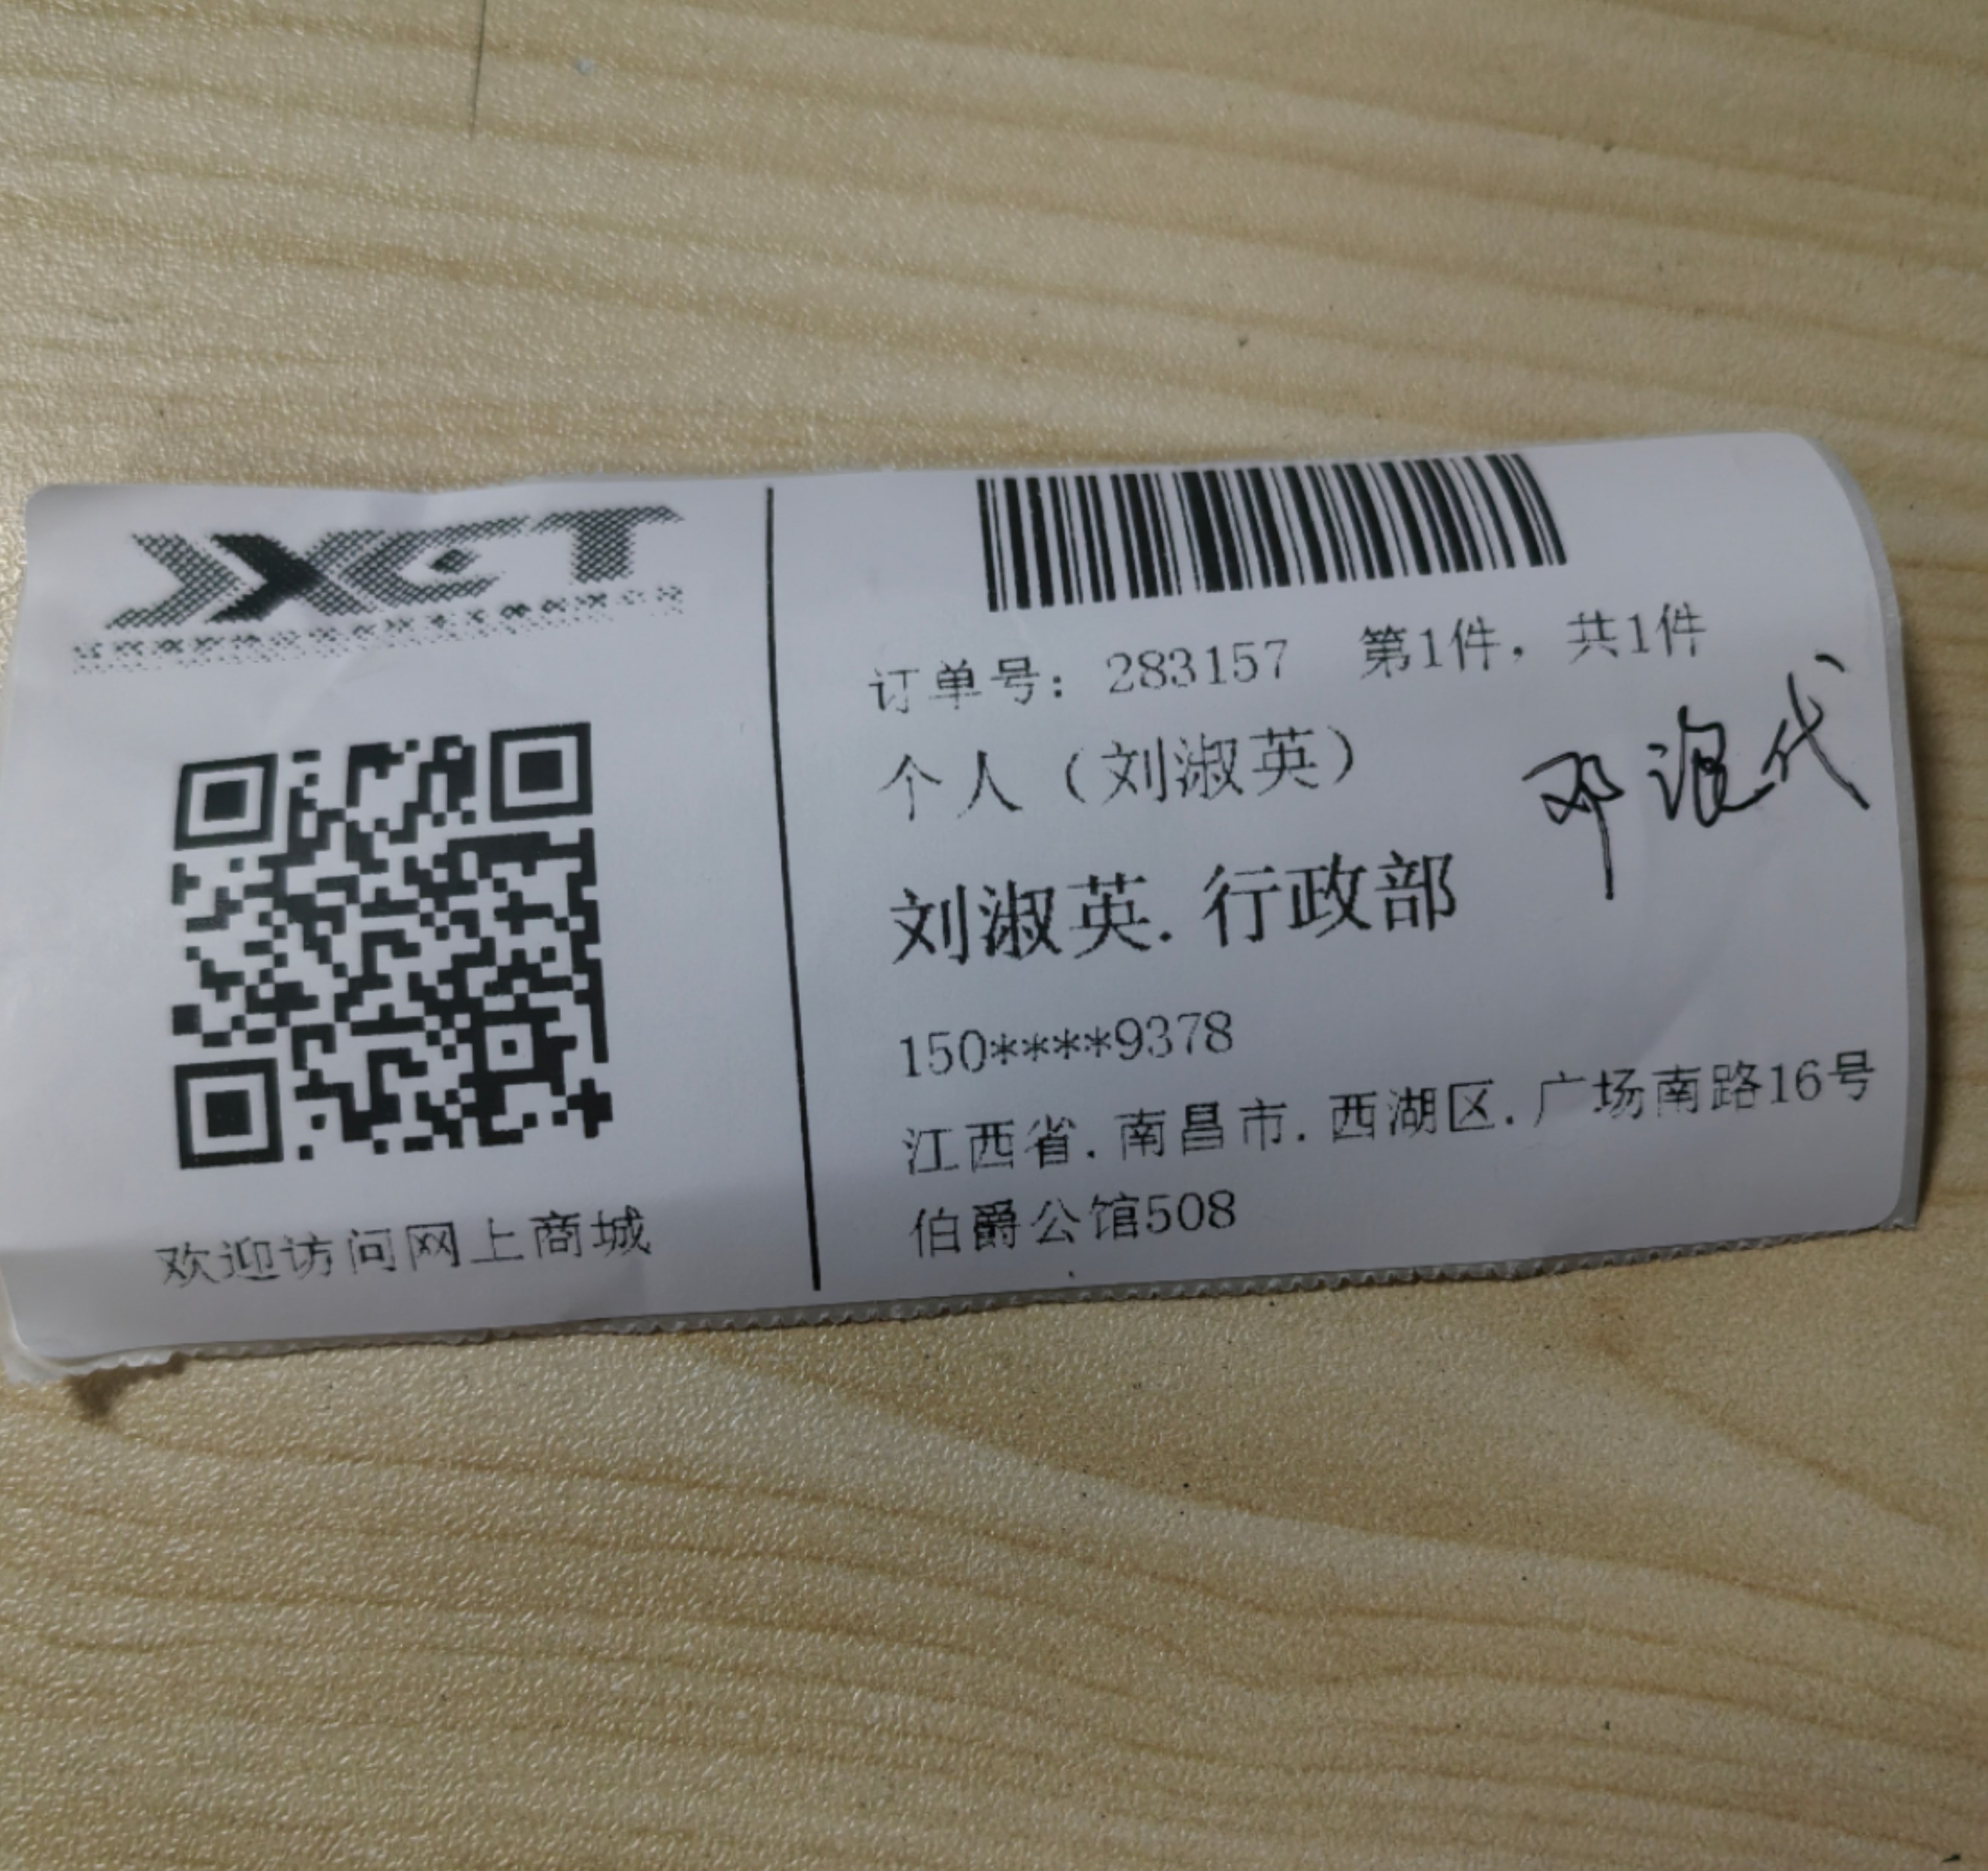 JXCT
订单号：283157 第1件，共1件
个人（刘淑英）
刘淑英.行政部
150****9378
江西省.南昌市.西湖区.广场南路16号
伯爵公馆508
欢迎访问网上商城